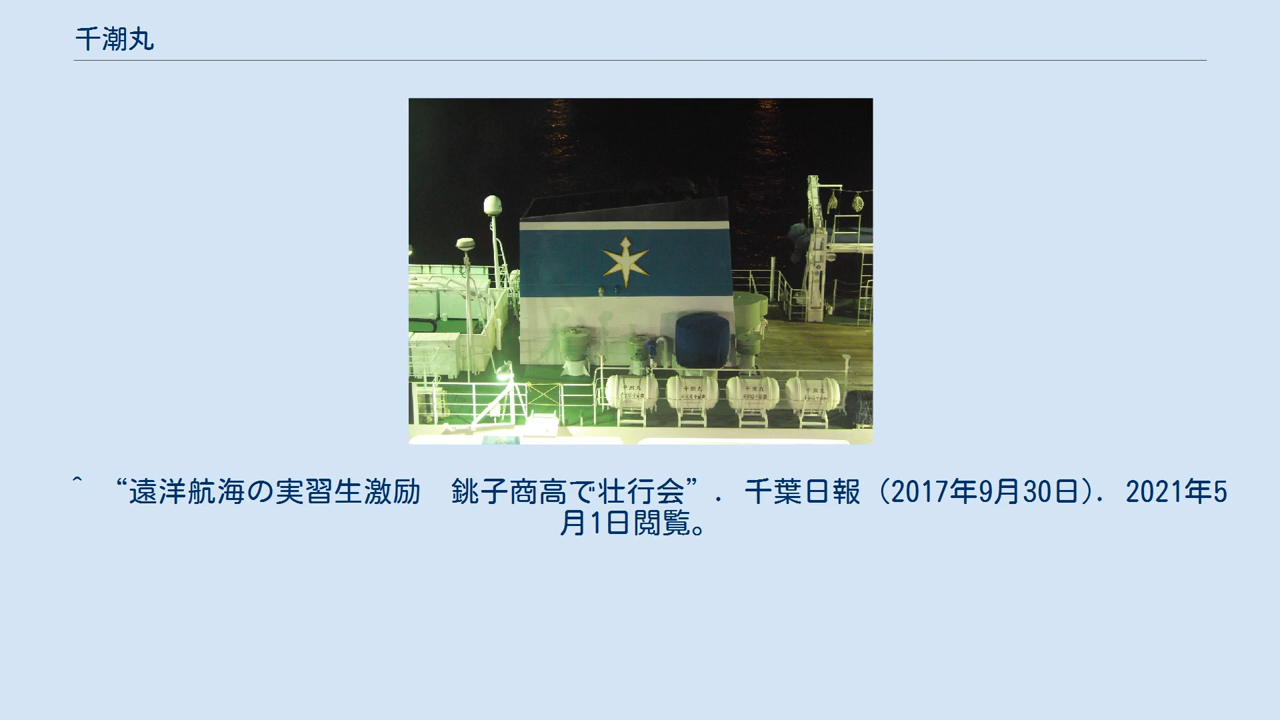 千潮丸
^ “遠洋航海の実習生激励　銚子商高で壮行会”. 千葉日報 (2017年9月30日). 2021年5
月1日閲覧。